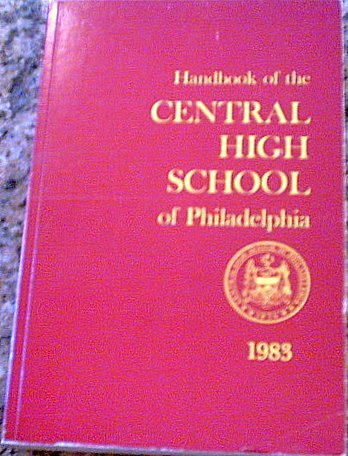 Handbook of the
CENTRAL
HIGH
SCHOOL
of Philadelphia
1983